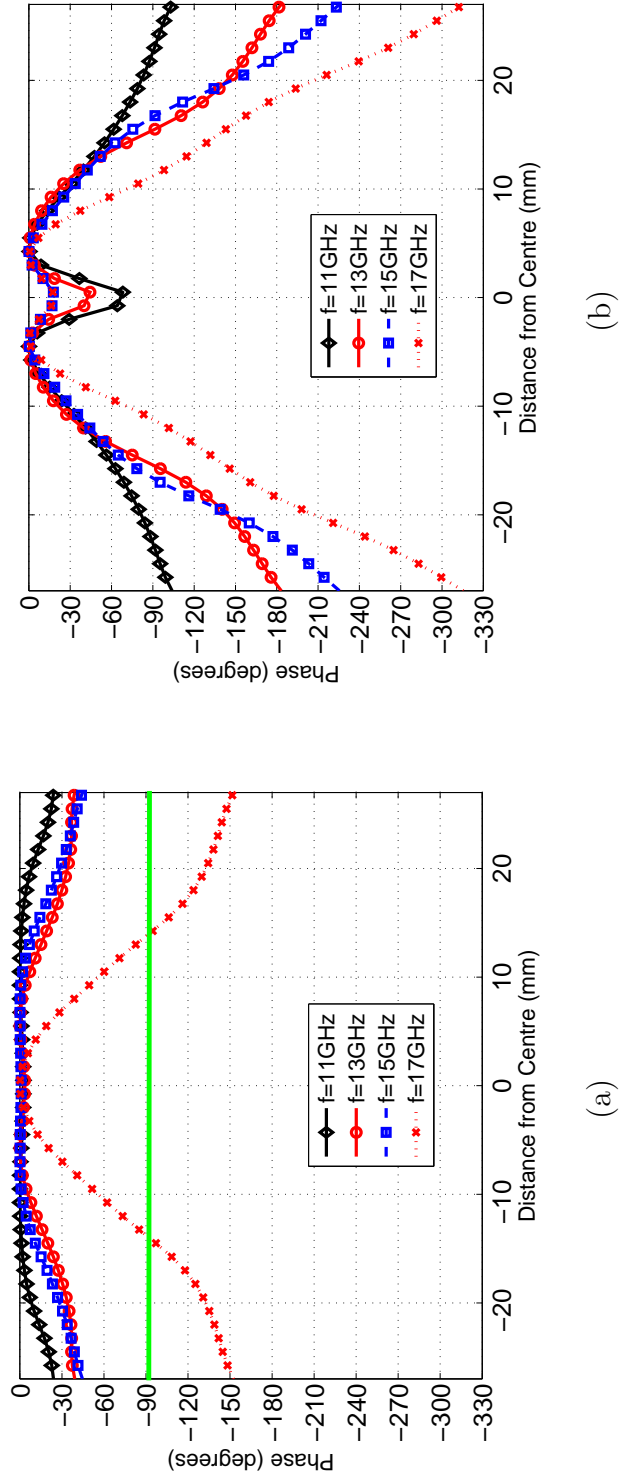 0
−30
−60
−90
−120
−150
−180
−210
−240
−270
−300
−330
Phase (degrees)
−20
−10
0
10
20
Distance from Centre (mm)
f=11GHz
f=13GHz
f=15GHz
f=17GHz
(a)
0
−30
−60
−90
−120
−150
−180
−210
−240
−270
−300
−330
Phase (degrees)
−20
−10
0
10
20
Distance from Centre (mm)
f=11GHz
f=13GHz
f=15GHz
f=17GHz
(b)